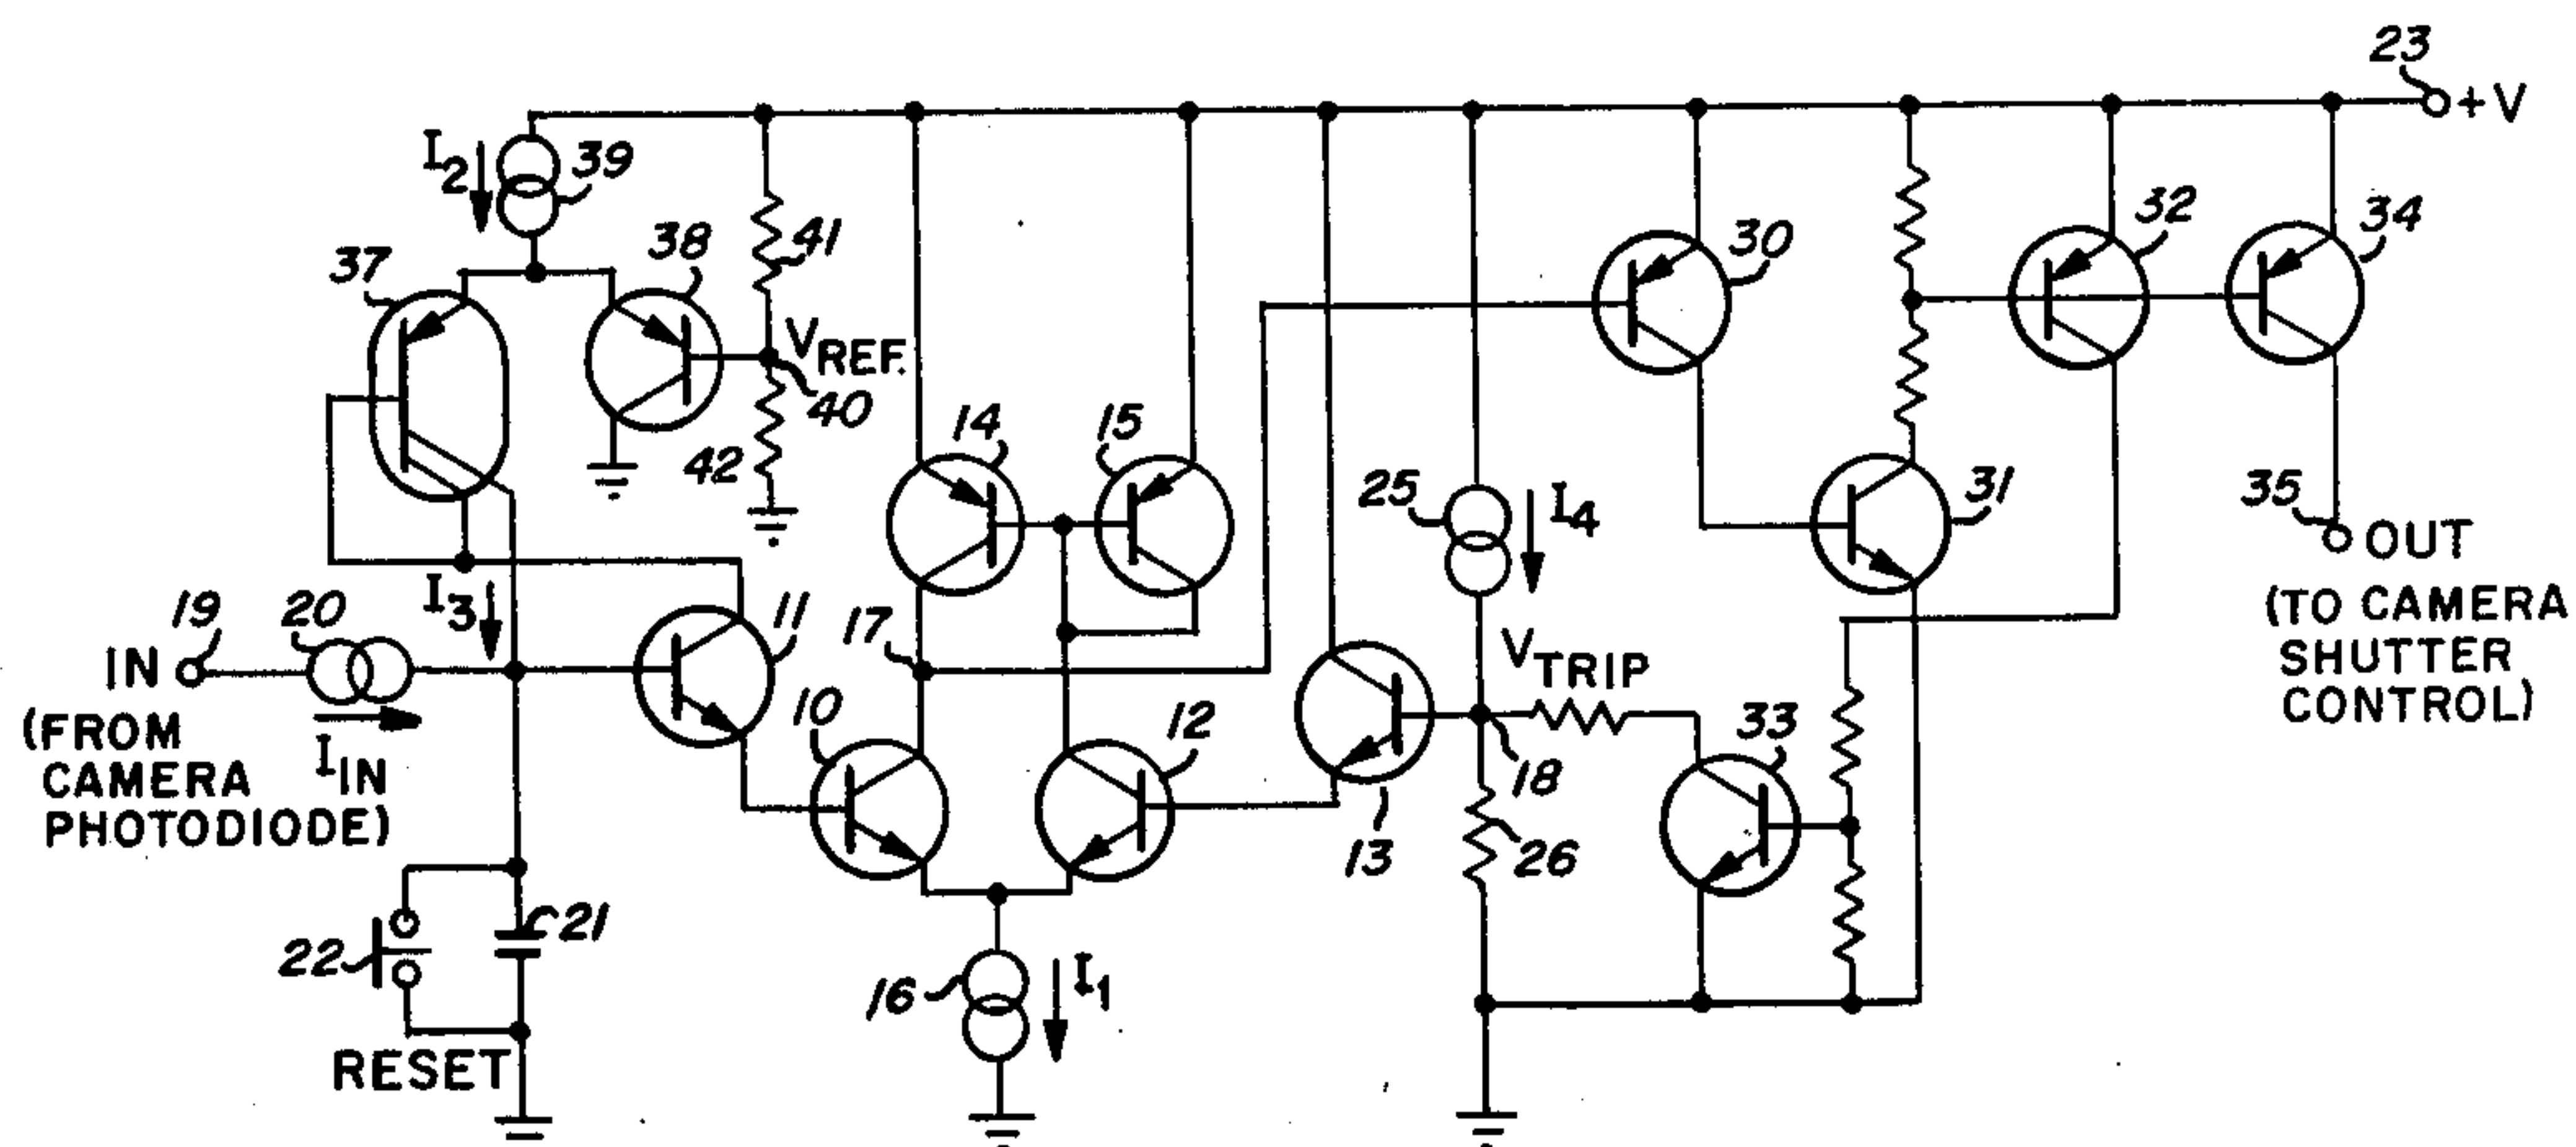 23
+V
I2
39
38
41
37
VREF.
40
42
14
15
30
32
34
25
I4
31
35
OUT
(TO CAMERA
SHUTTER
CONTROL)
19
20
I3
11
17
IN
(FROM
CAMERA
PHOTODIODE)
IIN
10
12
VTRIP
18
33
13
26
22
C21
RESET
16
I1